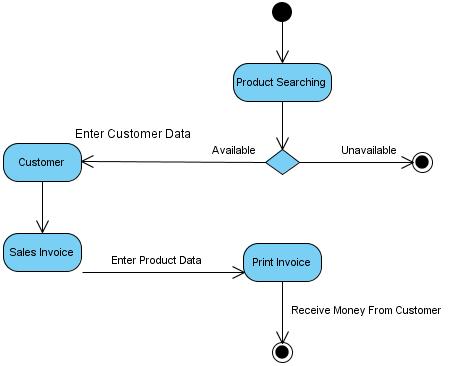 Product Searching
Enter Customer Data
Available
Unavailable
Customer
Sales Invoice
Enter Product Data
Print Invoice
Receive Money From Customer